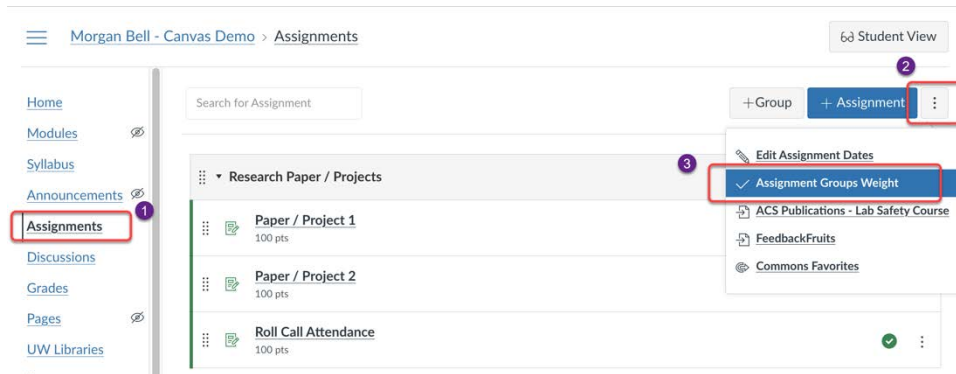 Morgan Bell - Canvas Demo > Assignments
Student View
2
Home
Modules
Syllabus
Announcements
1
Assignments
Discussions
Grades
Pages
UW Libraries
Search for Assignment
+Group
+ Assignment
3
Edit Assignment Dates
Assignment Groups Weight
ACS Publications - Lab Safety Course
FeedbackFruits
Commons Favorites
Research Paper / Projects
Paper / Project 1
100 pts
Paper / Project 2
100 pts
Roll Call Attendance
100 pts